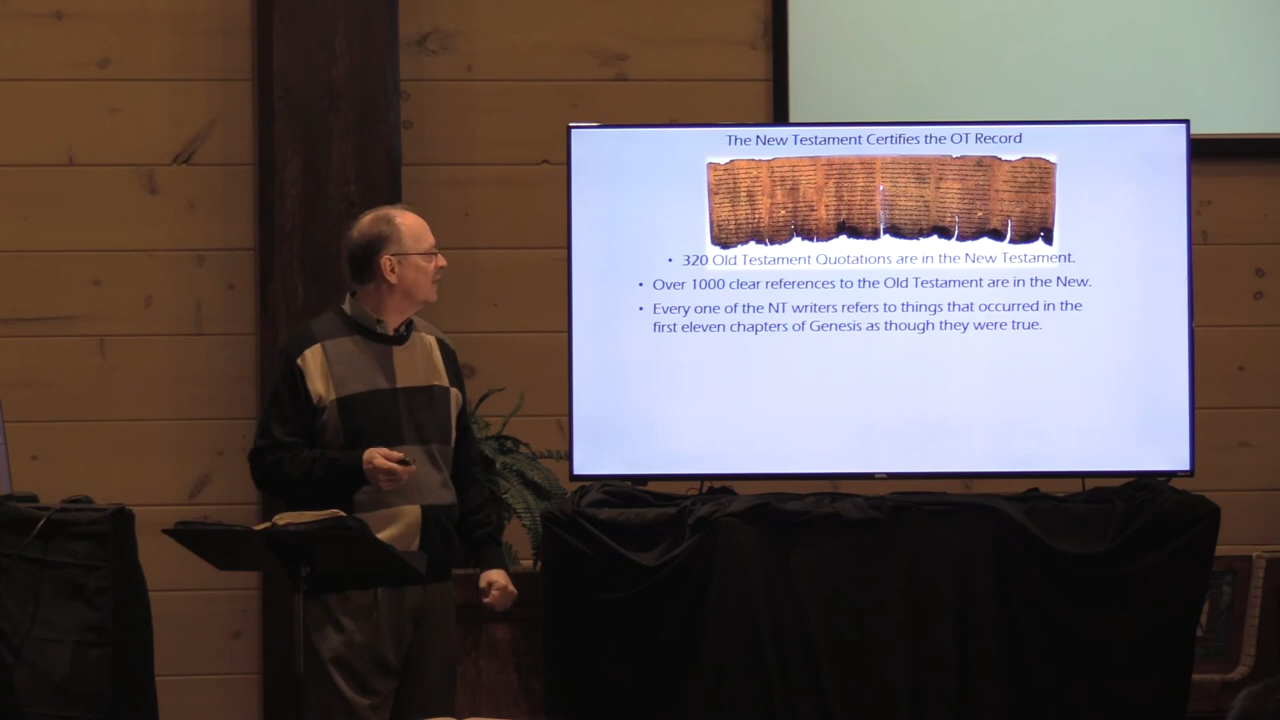 The New Testament Certifies the OT Record
• 320 Old Testament Quotations are in the New Testament.
• Over 1000 clear references to the Old Testament are in the New.
• Every one of the NT writers refers to things that occurred in the
first eleven chapters of Genesis as though they were true.